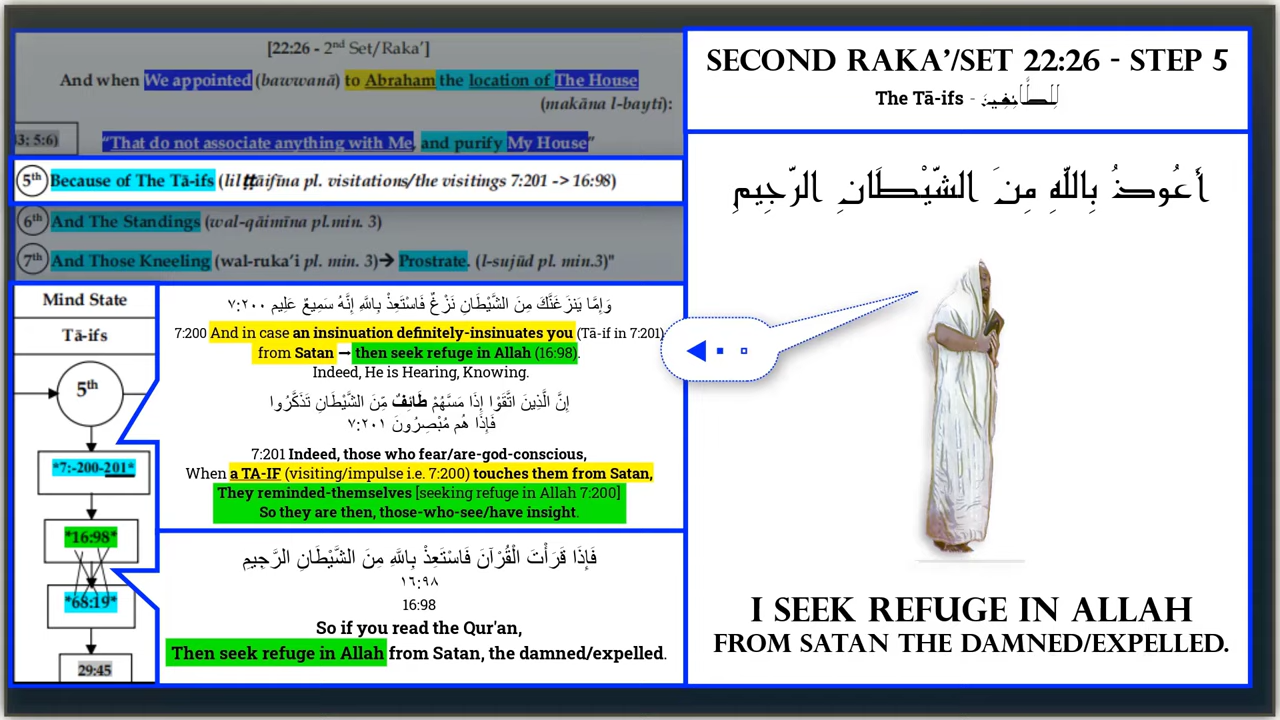 [22:26 - 2nd Set/Raka’]
And when We appointed (bawwanā) to Abraham the location of The House
(makāna l-bayti):
3; 5:6)
“That do not associate anything with Me, and purify My House”
5th Because of The Tā-ifs (lilṭṭāifīna pl. visitations/the visitings 7:201 -> 16:98)
6th And The Standings (wal-qāimīna pl.min. 3)
7th And Those Kneeling (wal-ruka’i pl. min. 3)➔ Prostrate. (l-sujūd pl. min.3)"
Mind State
Tā-ifs
5th
*7:-200-201*
*16:98*
*68:19*
29:45
وَإِمَّا يَنزَغَنَّكَ مِنَ الشَّيْطَانِ نَزْغٌ فَاسْتَعِذْ بِاللَّهِ إِنَّهُ سَمِيعٌ عَلِيم ٧:٢٠٠
7:200 And in case an insinuation definitely-insinuates you (Tā-if in 7:201)
from Satan → then seek refuge in Allah (16:98).
Indeed, He is Hearing, Knowing.
إِنَّ الَّذِينَ اتَّقَوْا إِذَا مَسَّهُمْ طَائِفٌ مِّنَ الشَّيْطَانِ تَذَكَّرُوا
فَإِذَا هُم مُّبْصِرُونَ ٧:٢٠١
7:201 Indeed, those who fear/are-god-conscious,
When a TA-IF (visiting/impulse i.e. 7:200) touches them from Satan,
They reminded-themselves [seeking refuge in Allah 7:200]
So they are then, those-who-see/have insight.
فَإِذَا قَرَأْتَ الْقُرْآنَ فَاسْتَعِذْ بِاللَّهِ مِنَ الشَّيْطَانِ الرَّجِيمِ
١٦:٩٨
16:98
So if you read the Qur'an,
Then seek refuge in Allah from Satan, the damned/expelled.
SECOND RAKA’/SET 22:26 - STEP 5
The Tā-ifs - لِلطَّائِفِينَ
أَعُوذُ بِاللّهِ مِنَ الشَّيْطَانِ الرَّجِيمِ
I SEEK REFUGE IN ALLAH
FROM SATAN THE DAMNED/EXPELLED.